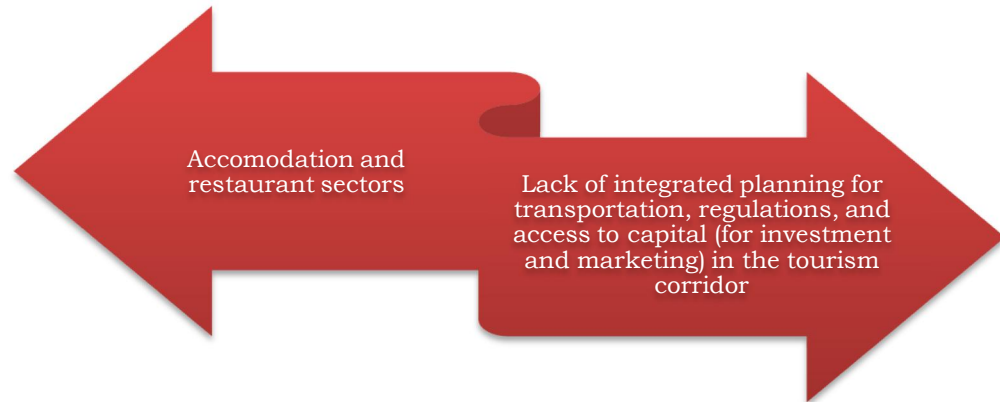 Accomodation and
restaurant sectors
Lack of integrated planning for
transportation, regulations, and
access to capital (for investment
and marketing) in the tourism
corridor